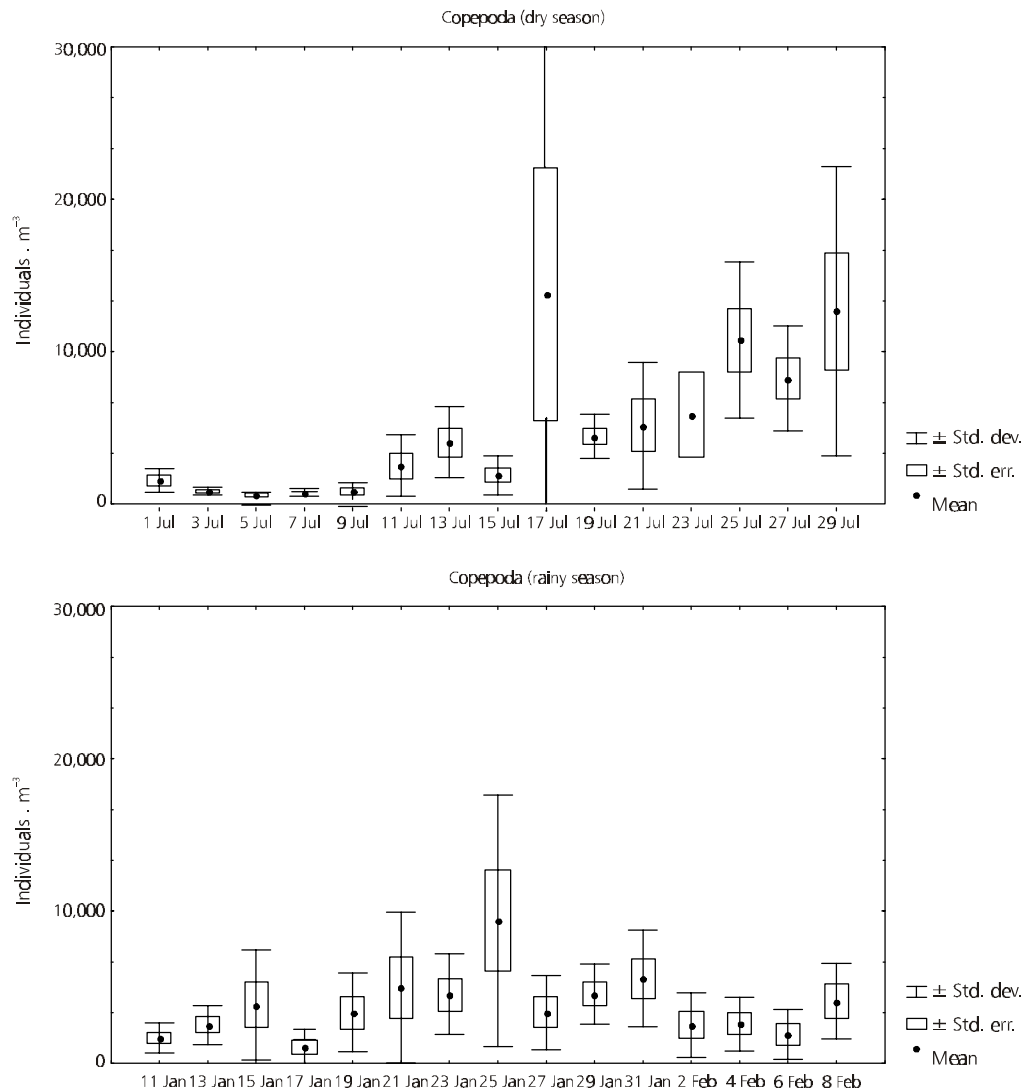 Copepoda (dry season)
30,000
20,000
10,000
0
Individuals . m⁻³
1 Jul 3 Jul 5 Jul 7 Jul 9 Jul 11 Jul 13 Jul 15 Jul 17 Jul 19 Jul 21 Jul 23 Jul 25 Jul 27 Jul 29 Jul
± Std. dev.
± Std. err.
Mean
Copepoda (rainy season)
30,000
20,000
10,000
0
Individuals . m⁻³
11 Jan 13 Jan 15 Jan 17 Jan 19 Jan 21 Jan 23 Jan 25 Jan 27 Jan 29 Jan 31 Jan 2 Feb 4 Feb 6 Feb 8 Feb
± Std. dev.
± Std. err.
Mean